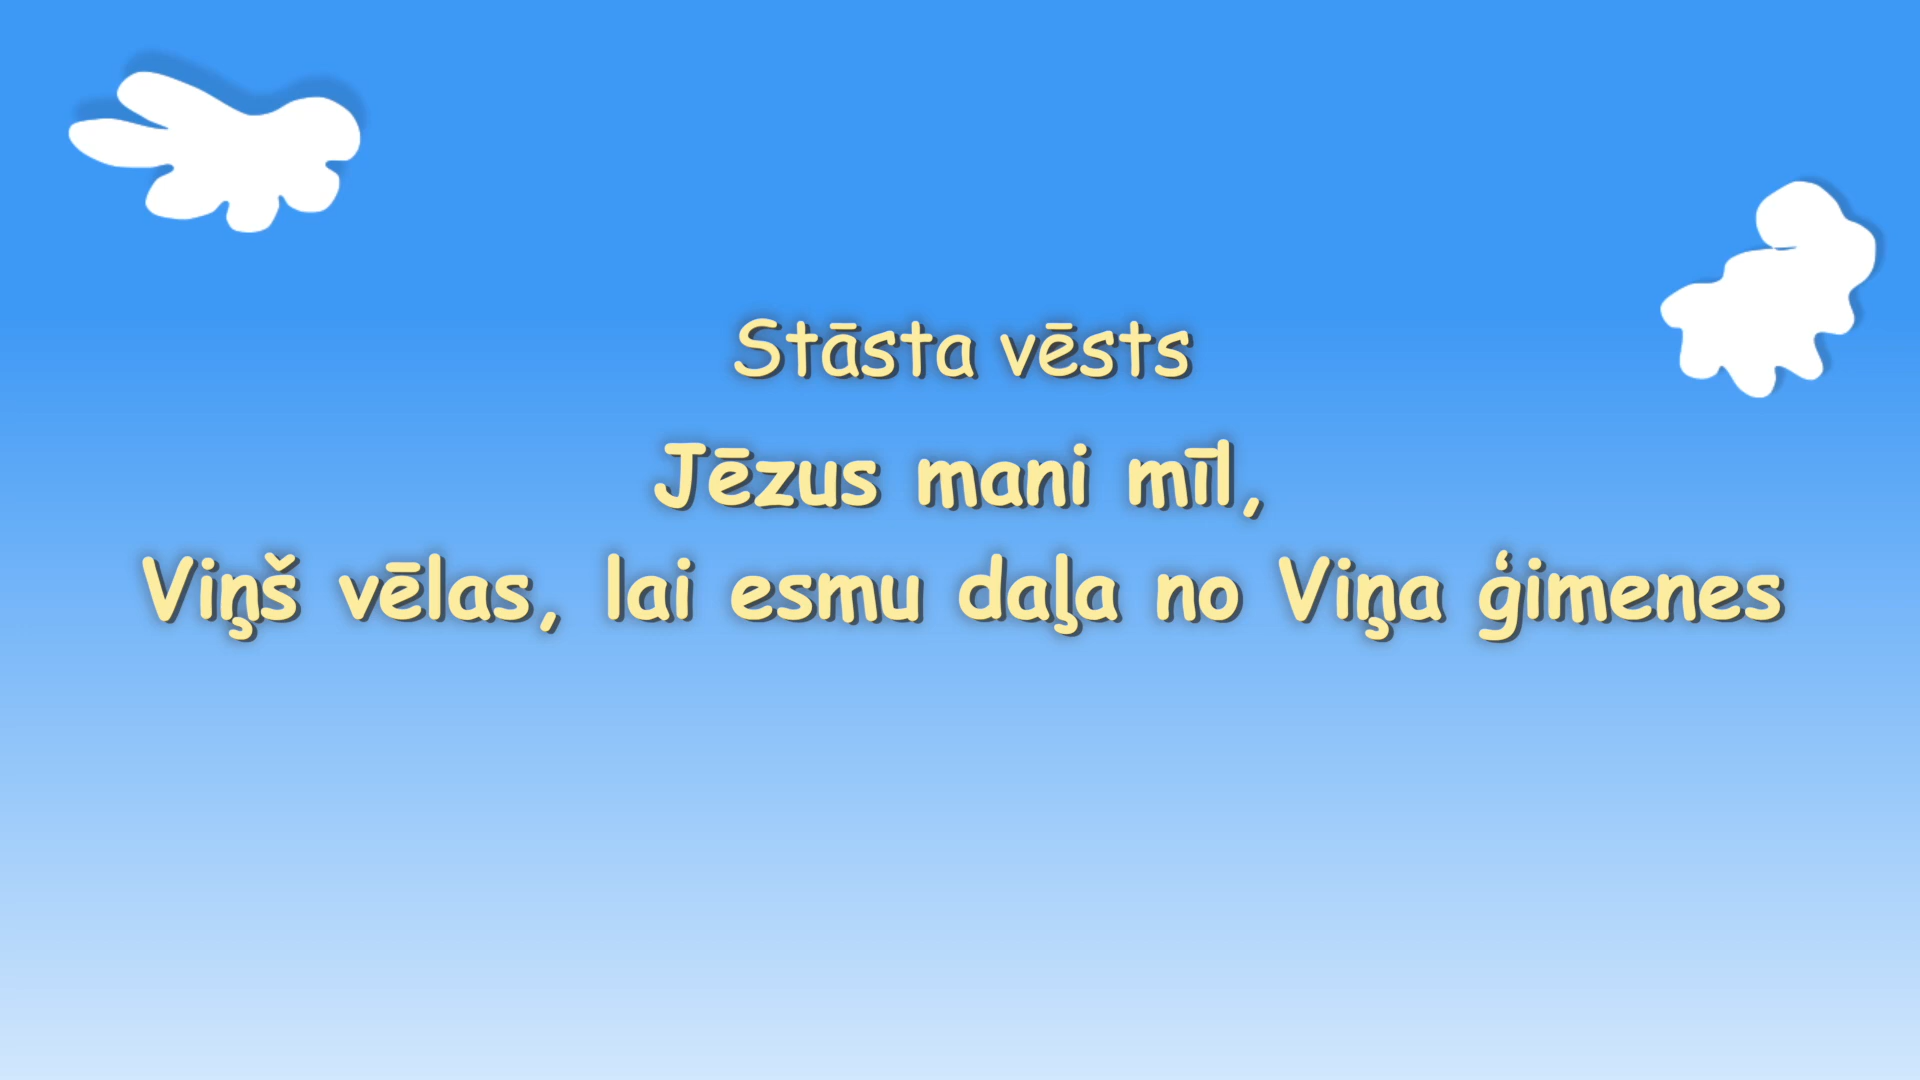 Stāsta vēsts
Jēzus mani mīl,
Viņš vēlas, lai esmu daļa no Viņa ģimenes